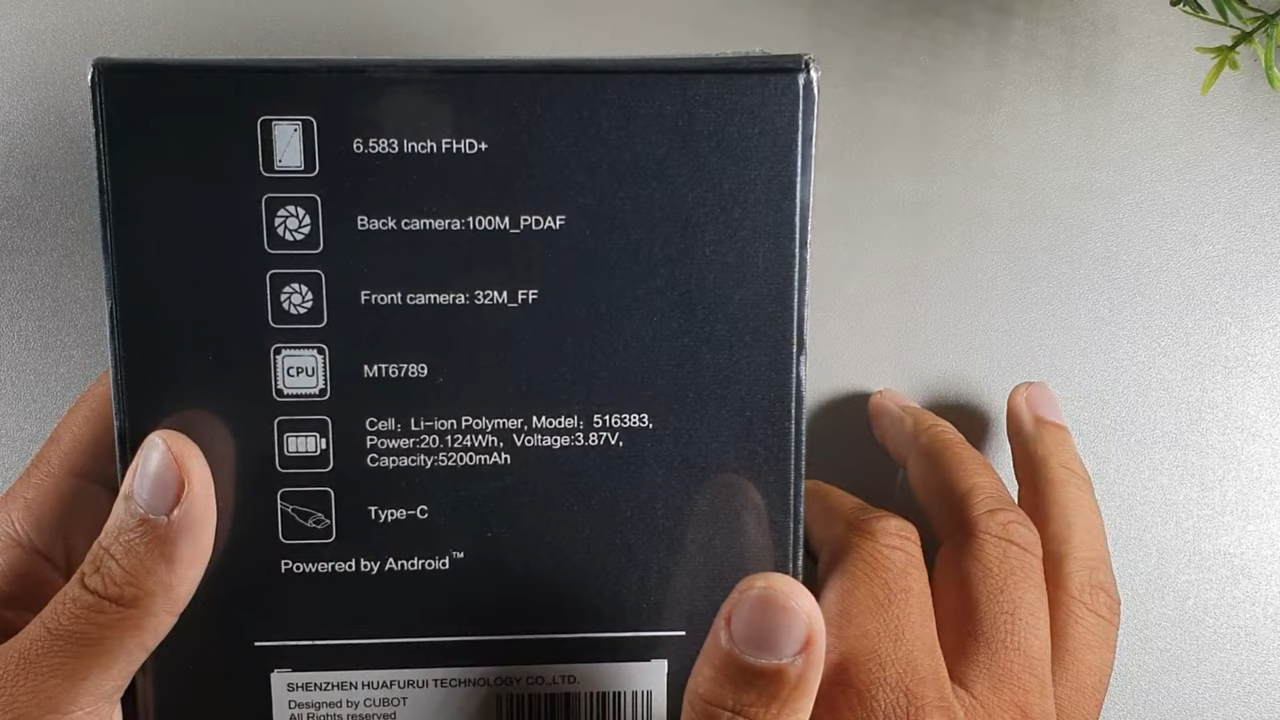 6.583 Inch FHD+
Back camera:100M_PDAF
Front camera: 32M_FF
CPU
MT6789
Cell: Li-ion Polymer, Model: 516383,
Power:20.124Wh, Voltage:3.87V,
Capacity:5200mAh
Type-C
Powered by Android™
SHENZHEN HUAFURUI TECHNOLOGY CO.,LTD.
Designed by CUBOT
All Rights reserved